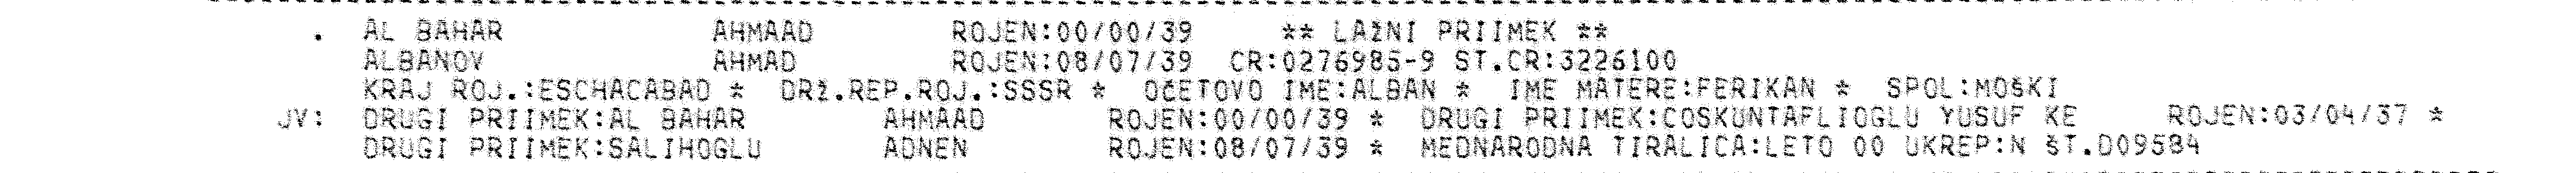 . AL BAHAR AHMAAD ROJEN:00/00/39 ** LAŽNI PRIIMEK **
ALBANOV AHMAD ROJEN:08/07/39 CR:0276985-9 ST.CR:3226100
KRAJ ROJ.:ESCHACABAD * DRŽ.REP.ROJ.:SSSR * OČETOVO IME:ALBAN * IME MATERE:FERIKAN * SPOL:MOŠKI
JV: DRUGI PRIIMEK:AL BAHAR AHMAAD ROJEN:00/00/39 * DRUGI PRIIMEK:COSKUNTAFLIOGLU YUSUF KE ROJEN:03/04/37 *
DRUGI PRIIMEK:SALIHOGLU ADNEN ROJEN:08/07/39 * MEDNARODNA TIRALICA:LETO 00 UKREP:N ŠT.D09584